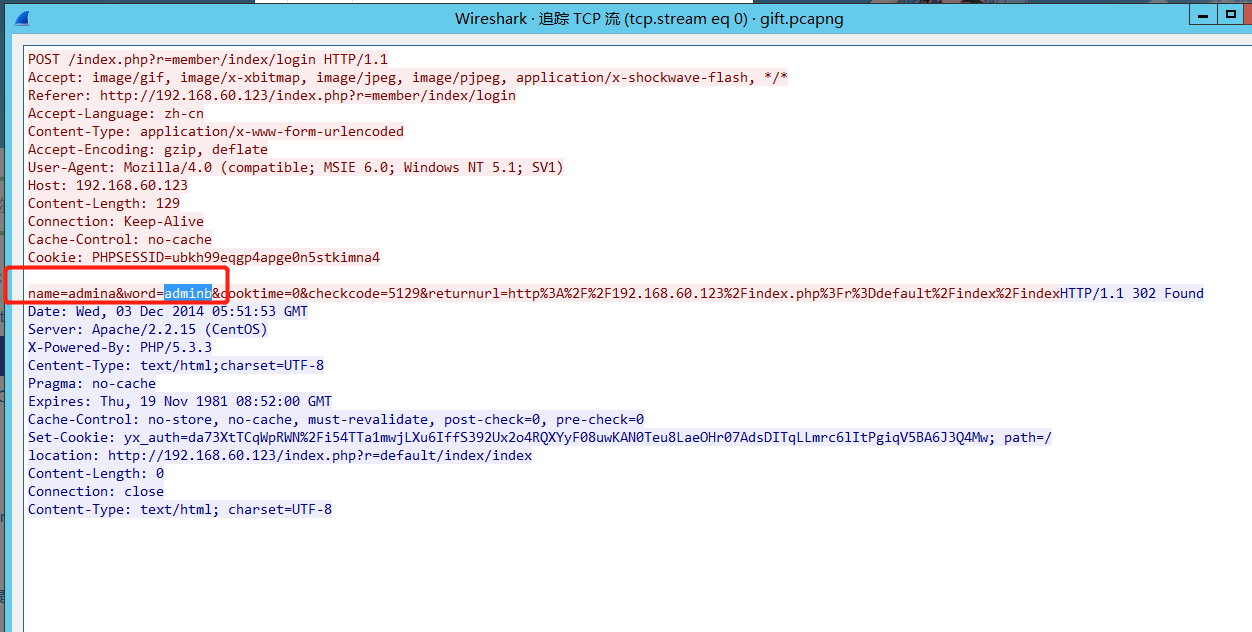 Wireshark · 追踪 TCP 流 (tcp.stream eq 0) · gift.pcapng
POST /index.php?r=member/index/login HTTP/1.1
Accept: image/gif, image/x-xbitmap, image/jpeg, image/pjpeg, application/x-shockwave-flash, */*
Referer: http://192.168.60.123/index.php?r=member/index/login
Accept-Language: zh-cn
Content-Type: application/x-www-form-urlencoded
Accept-Encoding: gzip, deflate
User-Agent: Mozilla/4.0 (compatible; MSIE 6.0; Windows NT 5.1; SV1)
Host: 192.168.60.123
Content-Length: 129
Connection: Keep-Alive
Cache-Control: no-cache
Cookie: PHPSESSID=ubkh99eqgp4apge0n5stkimna4
name=admina&word=adminb&cooktime=0&checkcode=5129&returnurl=http%3A%2F%2F192.168.60.123%2Findex.php%3Fr%3Ddefault%2Findex%2FindexHTTP/1.1 302 Found
Date: Wed, 03 Dec 2014 05:51:53 GMT
Server: Apache/2.2.15 (CentOS)
X-Powered-By: PHP/5.3.3
Centent-Type: text/html;charset=UTF-8
Pragma: no-cache
Expires: Thu, 19 Nov 1981 08:52:00 GMT
Cache-Control: no-store, no-cache, must-revalidate, post-check=0, pre-check=0
Set-Cookie: yx_auth=da73XtTCqWpRWN%2Fi54TTa1mwjLXu6IffS392Ux2o4RQXYyF08uwKAN0Teu8LaeOHr07AdsDITqLLmrc6lItPgiqV5BA6J3Q4Mw; path=/
location: http://192.168.60.123/index.php?r=default/index/index
Content-Length: 0
Connection: close
Content-Type: text/html; charset=UTF-8